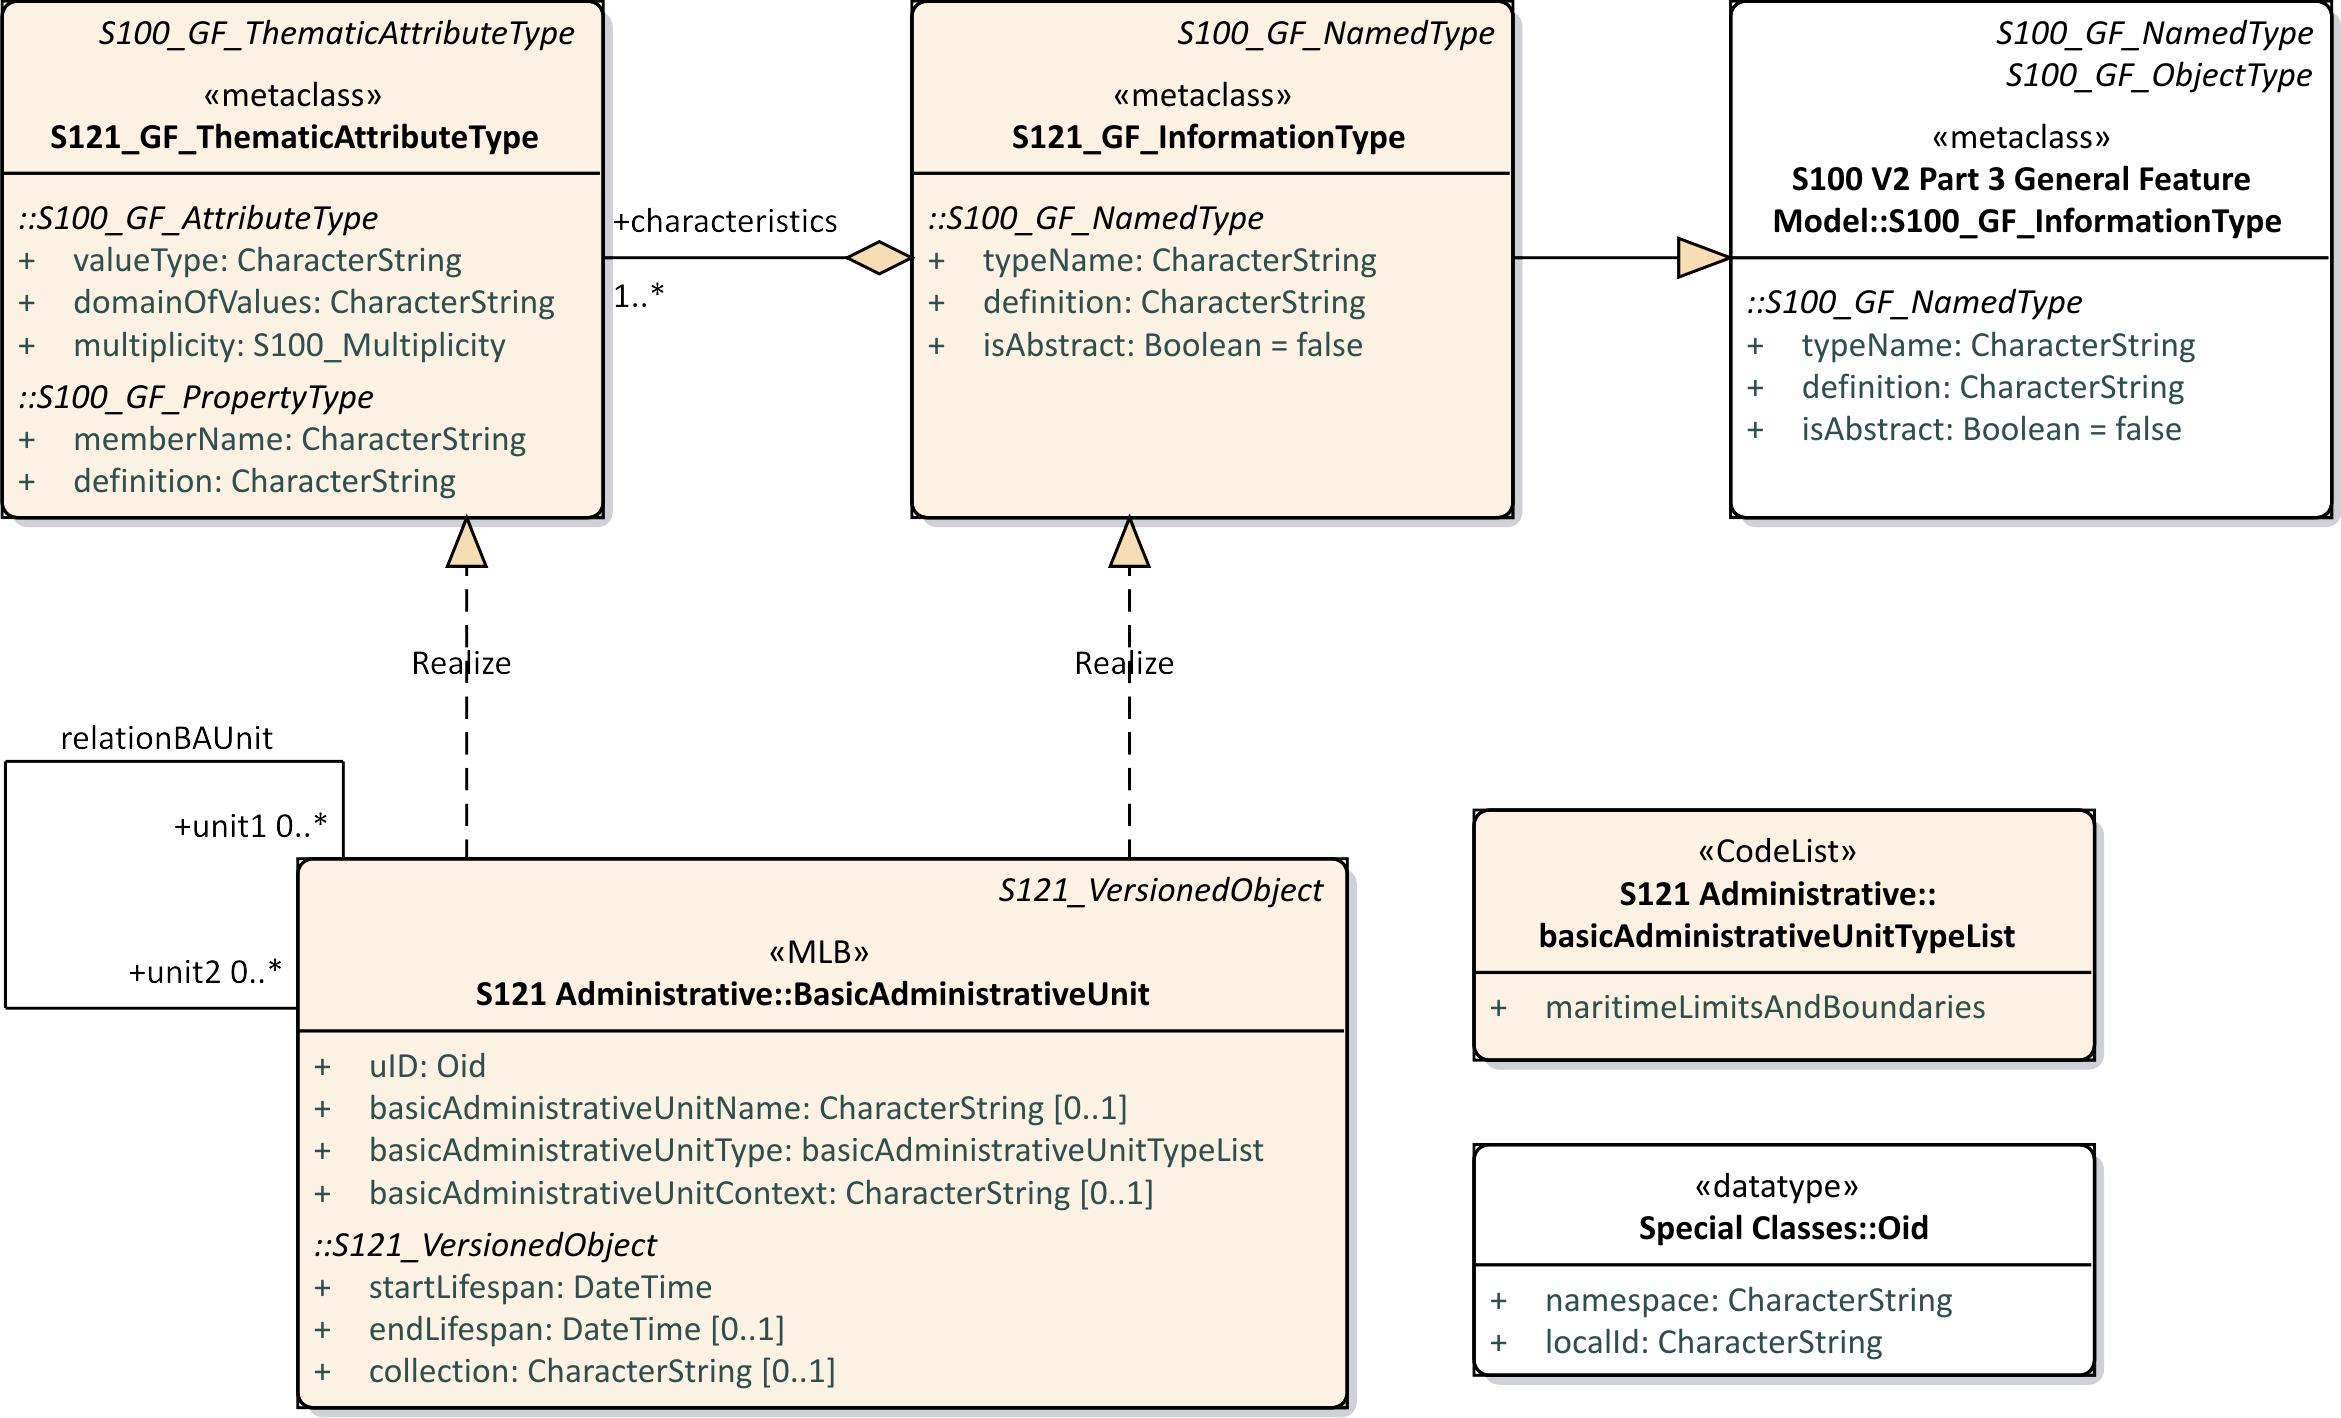 S100_GF_ThematicAttributeType
«metaclass»
S121_GF_ThematicAttributeType
::S100_GF_AttributeType
+ valueType: CharacterString
+ domainOfValues: CharacterString
+ multiplicity: S100_Multiplicity
::S100_GF_PropertyType
+ memberName: CharacterString
+ definition: CharacterString
+characteristics
1..*
S100_GF_NamedType
«metaclass»
S121_GF_InformationType
::S100_GF_NamedType
+ typeName: CharacterString
+ definition: CharacterString
+ isAbstract: Boolean = false
S100_GF_NamedType
S100_GF_ObjectType
«metaclass»
S100 V2 Part 3 General Feature
Model::S100_GF_InformationType
::S100_GF_NamedType
+ typeName: CharacterString
+ definition: CharacterString
+ isAbstract: Boolean = false
Realize
Realize
relationBAUnit
+unit1 0..*
+unit2 0..*
S121_VersionedObject
«MLB»
S121 Administrative::BasicAdministrativeUnit
+ uID: Oid
+ basicAdministrativeUnitName: CharacterString [0..1]
+ basicAdministrativeUnitType: basicAdministrativeUnitTypeList
+ basicAdministrativeUnitContext: CharacterString [0..1]
::S121_VersionedObject
+ startLifespan: DateTime
+ endLifespan: DateTime [0..1]
+ collection: CharacterString [0..1]
«CodeList»
S121 Administrative::
basicAdministrativeUnitTypeList
+ maritimeLimitsAndBoundaries
«datatype»
Special Classes::Oid
+ namespace: CharacterString
+ localId: CharacterString